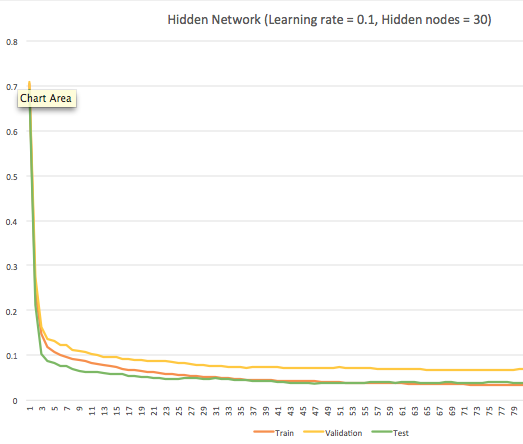 Hidden Network (Learning rate = 0.1, Hidden nodes = 30)
0.8
0.7
Chart Area
0.6
0.5
0.4
0.3
0.2
0.1
0
1 3 5 7 9 11 13 15 17 19 21 23 25 27 29 31 33 35 37 39 41 43 45 47 49 51 53 55 57 59 61 63 65 67 69 71 73 75 77 79
Train Validation Test